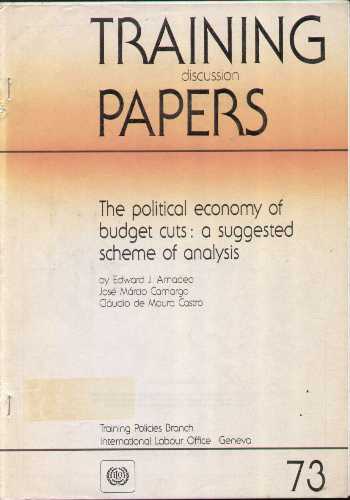 TRAINING
discussion
PAPERS
The political economy of
budget cuts: a suggested
scheme of analysis
by Edward J. Amadeo
José Márcio Camargo
Cláudio de Moura Castro
Training Policies Branch
International Labour Office Geneva
73